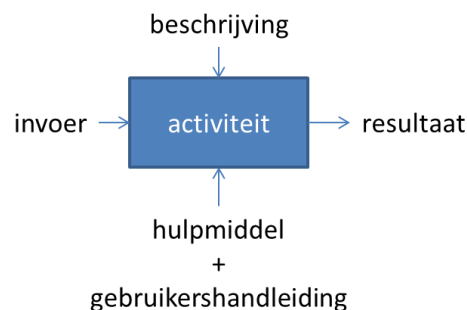 beschrijving
invoer
activiteit
resultaat
hulpmiddel
+
gebruikershandleiding